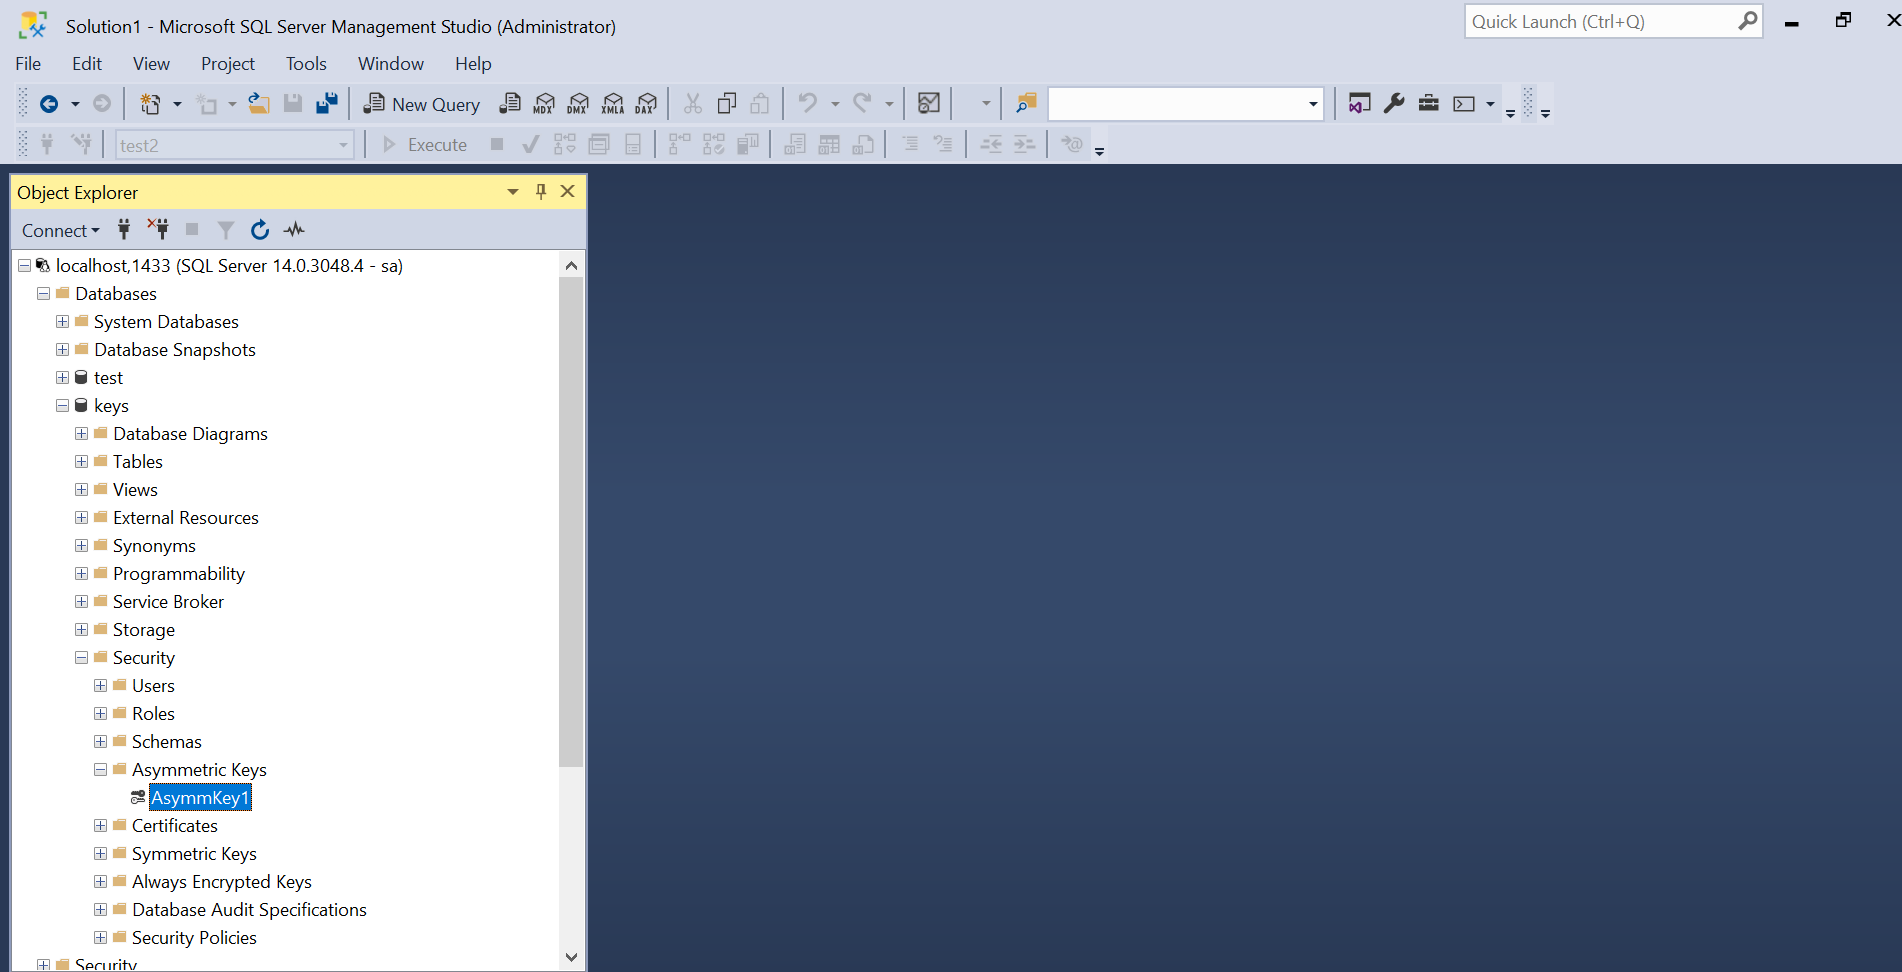 Solution1 - Microsoft SQL Server Management Studio (Administrator)
Quick Launch (Ctrl+Q)
File Edit View Project Tools Window Help
New Query MDX DMX XMLA DAX
test2 Execute
Object Explorer
Connect
localhost,1433 (SQL Server 14.0.3048.4 - sa)
Databases
System Databases
Database Snapshots
test
keys
Database Diagrams
Tables
Views
External Resources
Synonyms
Programmability
Service Broker
Storage
Security
Users
Roles
Schemas
Asymmetric Keys
AsymmKey1
Certificates
Symmetric Keys
Always Encrypted Keys
Database Audit Specifications
Security Policies
Security